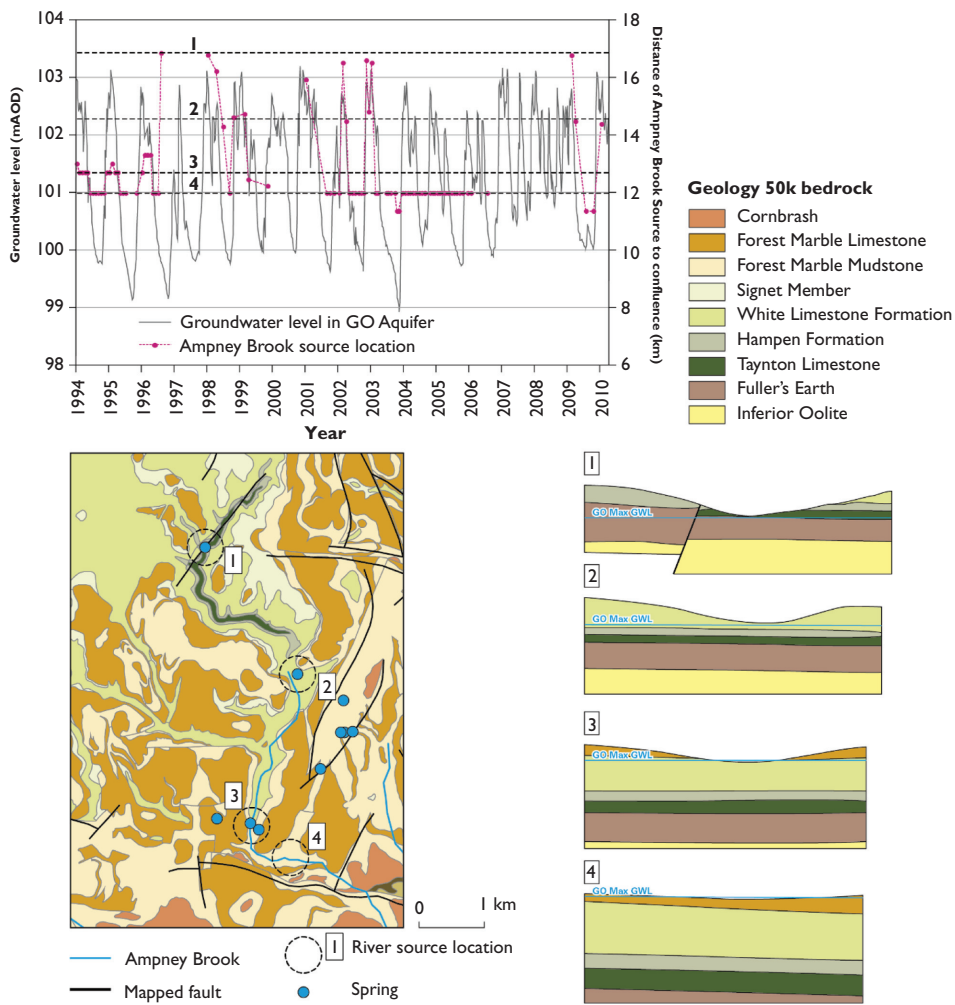 104
103
102
101
100
99
98
Groundwater level (mAOD)
1
2
3
4
18
16
14
12
10
8
6
Distance of Ampney Brook Source to confluence (km)
Groundwater level in GO Aquifer
Ampney Brook source location
1994
1995
1996
1997
1998
1999
2000
2001
2002
2003
2004
2005
2006
2007
2008
2009
2010
Year
Geology 50k bedrock
Cornbrash
Forest Marble Limestone
Forest Marble Mudstone
Signet Member
White Limestone Formation
Hampen Formation
Taynton Limestone
Fuller's Earth
Inferior Oolite
1
2
3
4
0 1 km
Ampney Brook
Mapped fault
1 River source location
Spring
1
GO Max GWL
2
GO Max GWL
3
GO Max GWL
4
GO Max GWL